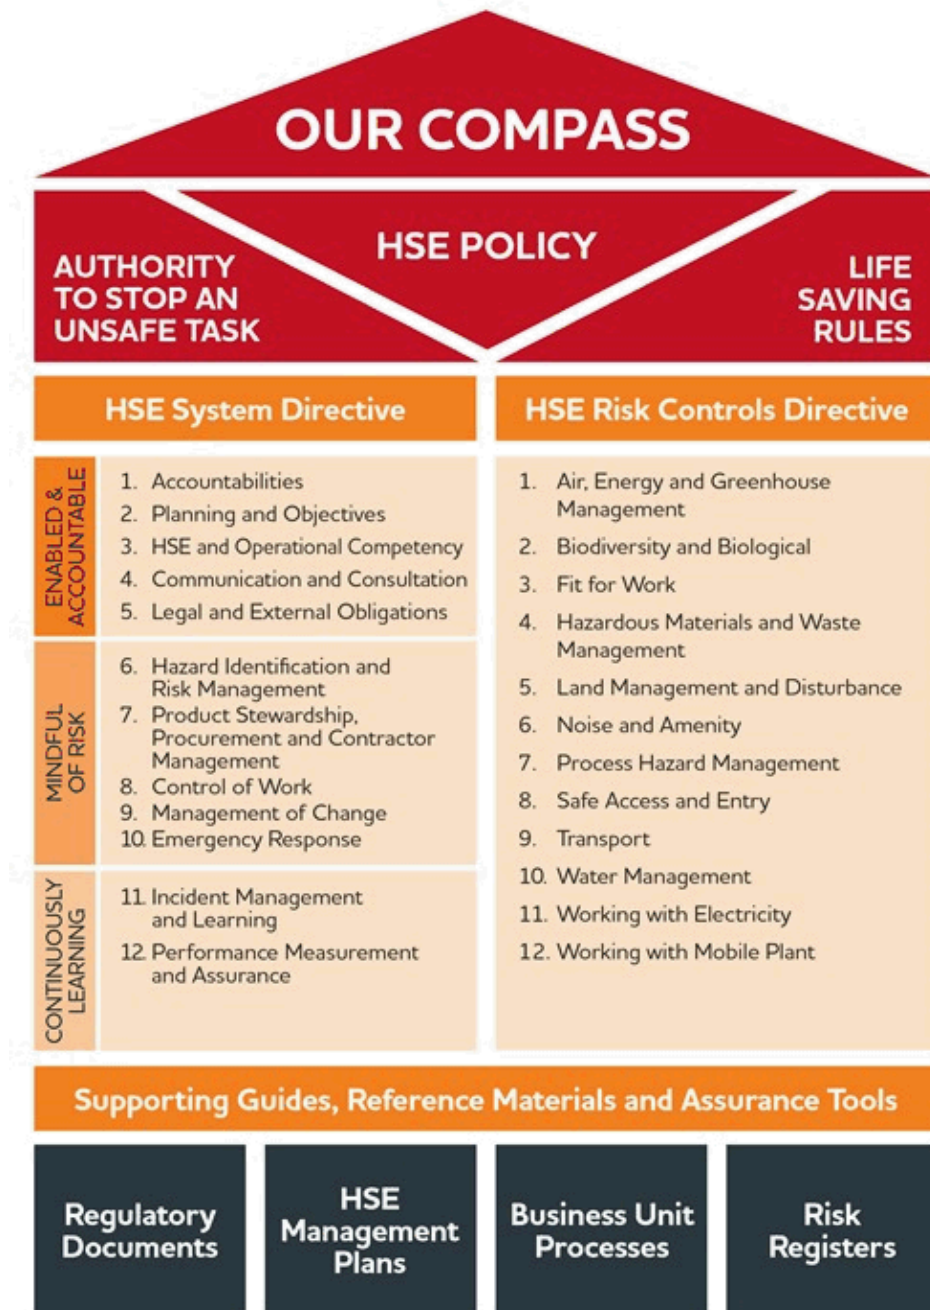 OUR COMPASS
HSE POLICY
AUTHORITY
TO STOP AN
UNSAFE TASK
LIFE
SAVING
RULES
HSE System Directive
ENABLED &
ACCOUNTABLE
1. Accountabilities
2. Planning and Objectives
3. HSE and Operational Competency
4. Communication and Consultation
5. Legal and External Obligations
MINDFUL
OF RISK
6. Hazard Identification and
Risk Management
7. Product Stewardship,
Procurement and Contractor
Management
8. Control of Work
9. Management of Change
10. Emergency Response
CONTINUOUSLY
LEARNING
11. Incident Management
and Learning
12. Performance Measurement
and Assurance
HSE Risk Controls Directive
1. Air, Energy and Greenhouse
Management
2. Biodiversity and Biological
3. Fit for Work
4. Hazardous Materials and Waste
Management
5. Land Management and Disturbance
6. Noise and Amenity
7. Process Hazard Management
8. Safe Access and Entry
9. Transport
10. Water Management
11. Working with Electricity
12. Working with Mobile Plant
Supporting Guides, Reference Materials and Assurance Tools
Regulatory
Documents
HSE
Management
Plans
Business Unit
Processes
Risk
Registers